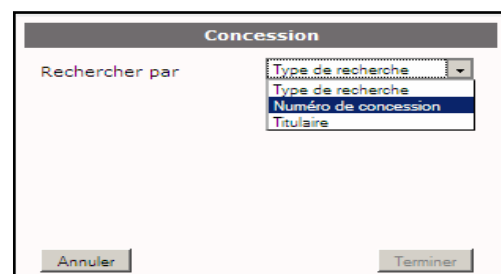 Concession
Rechercher par Type de recherche
Type de recherche
Numéro de concession
Titulaire
Annuler Terminer